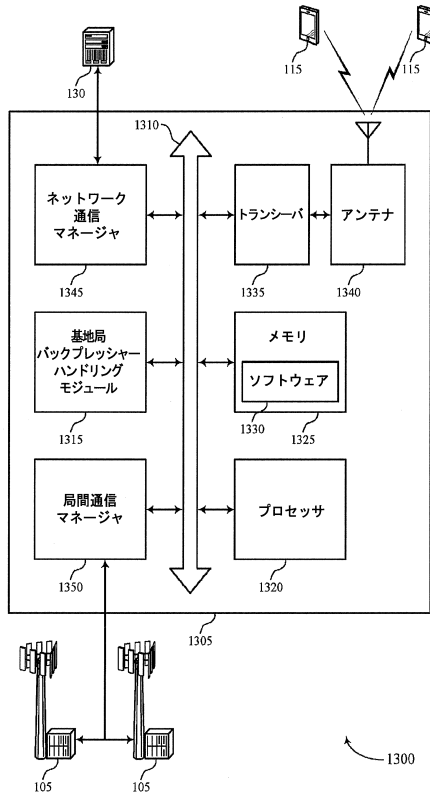 130
115
115
1310
ネットワーク
通信
マネージャ
1345
トランシーバ
1335
アンテナ
1340
基地局
バックプレッシャー
ハンドリング
モジュール
1315
メモリ
ソフトウェア
1330
1325
局間通信
マネージャ
1350
プロセッサ
1320
1305
105
105
1300